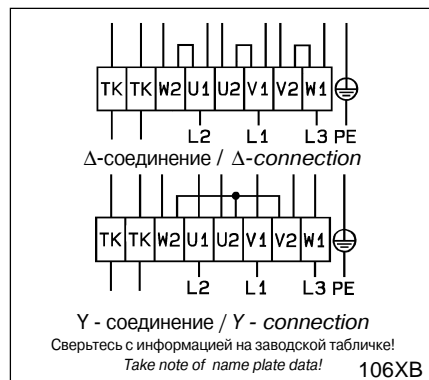 TK TK W2 U1 U2 V1 V2 W1
L2 L1 L3 PE
Δ-соединение / Δ-connection
TK TK W2 U1 U2 V1 V2 W1
L2 L1 L3 PE
Y - соединение / Y - connection
Сверьтесь с информацией на заводской табличке!
Take note of name plate data!
106XB